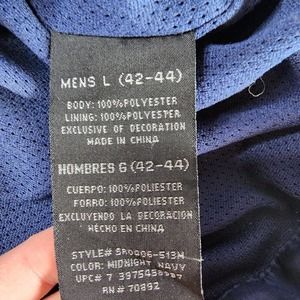 MENS L (42-44)
BODY: 100%POLYESTER
LINING: 100%POLYESTER
EXCLUSIVE OF DECORATION
MADE IN CHINA
HOMBRES G (42-44)
CUERPO: 100%POLIESTER
FORRO: 100%POLIESTER
EXCLUYENDO LA DECORACION
HECHO EN CHINA
STYLE#
COLOR: MIDNIGHT NAVY
UPC# 7
RN# 70892